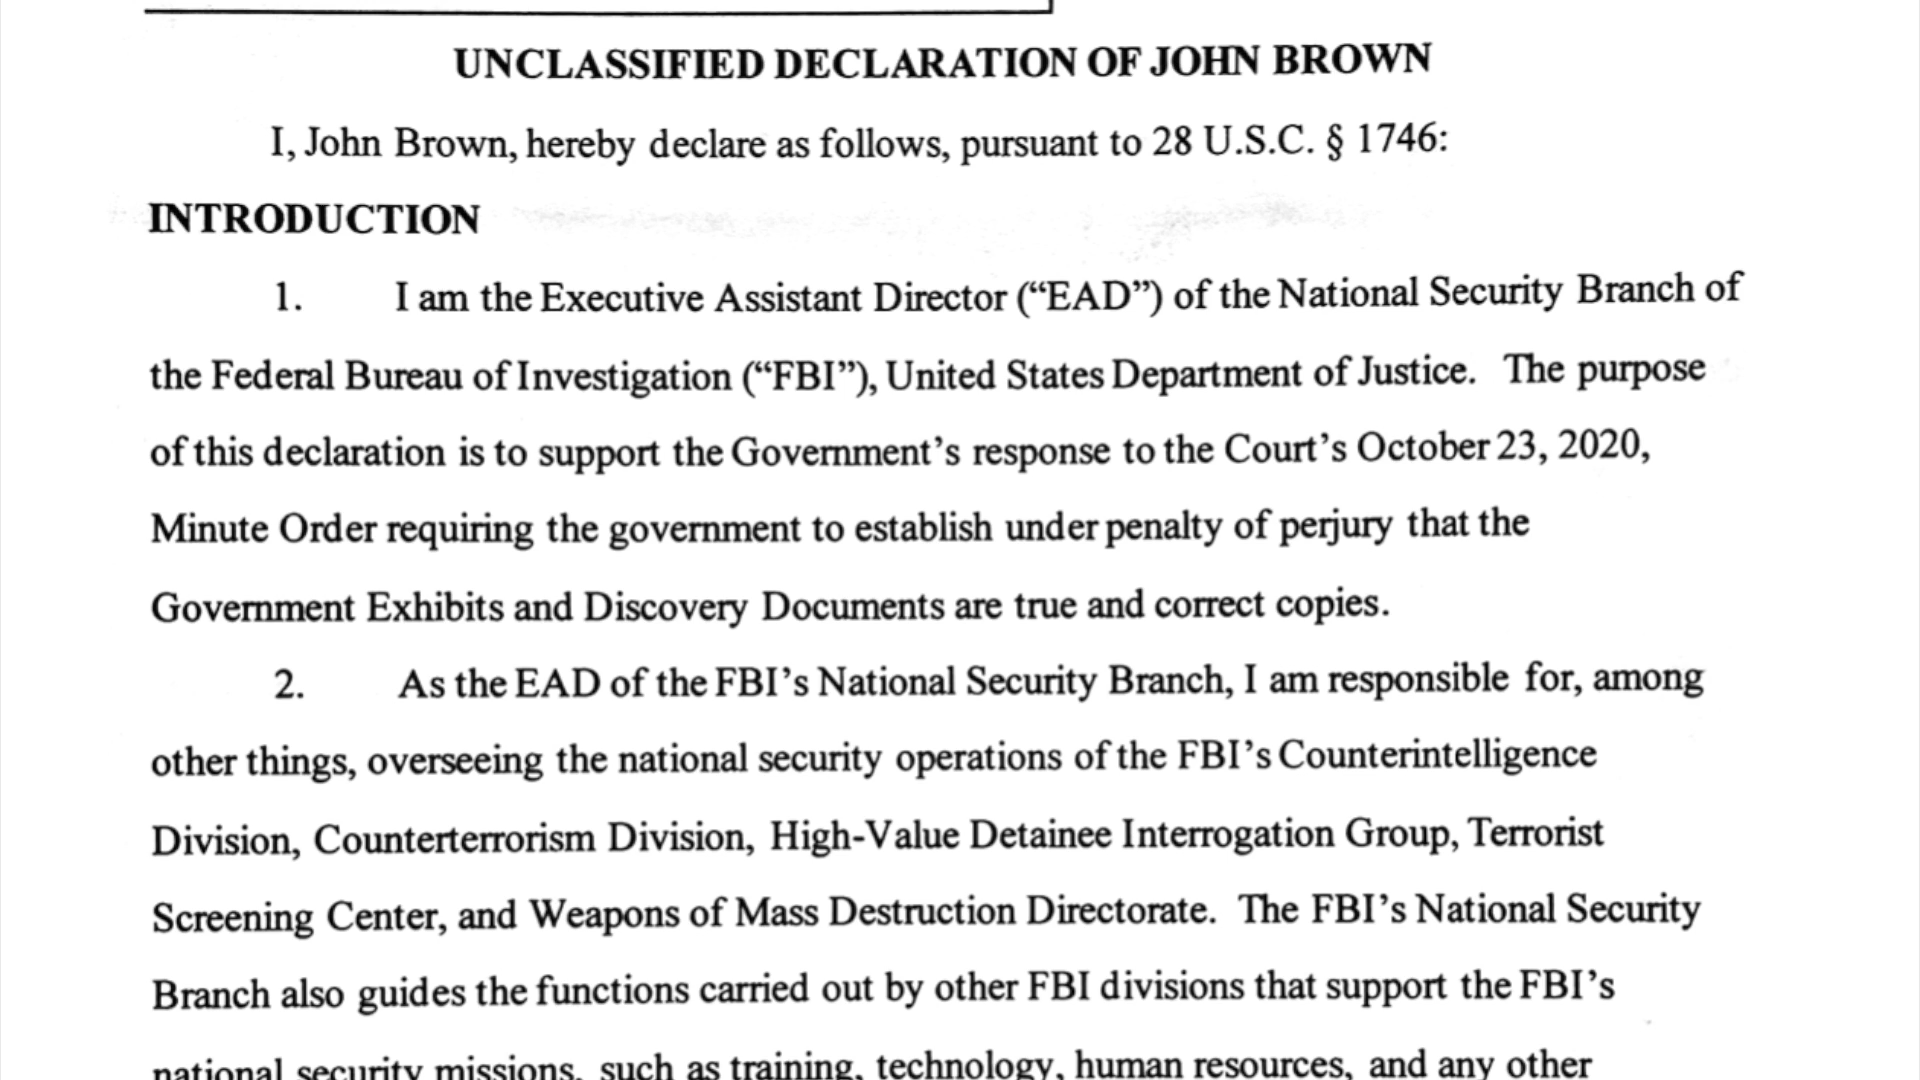 UNCLASSIFIED DECLARATION OF JOHN BROWN
I, John Brown, hereby declare as follows, pursuant to 28 U.S.C. § 1746:
INTRODUCTION
1. I am the Executive Assistant Director (“EAD”) of the National Security Branch of
the Federal Bureau of Investigation (“FBI”), United States Department of Justice. The purpose
of this declaration is to support the Government’s response to the Court’s October 23, 2020,
Minute Order requiring the government to establish under penalty of perjury that the
Government Exhibits and Discovery Documents are true and correct copies.
2. As the EAD of the FBI’s National Security Branch, I am responsible for, among
other things, overseeing the national security operations of the FBI’s Counterintelligence
Division, Counterterrorism Division, High-Value Detainee Interrogation Group, Terrorist
Screening Center, and Weapons of Mass Destruction Directorate. The FBI’s National Security
Branch also guides the functions carried out by other FBI divisions that support the FBI’s
national security missions, such as training, technology, human resources, and any other